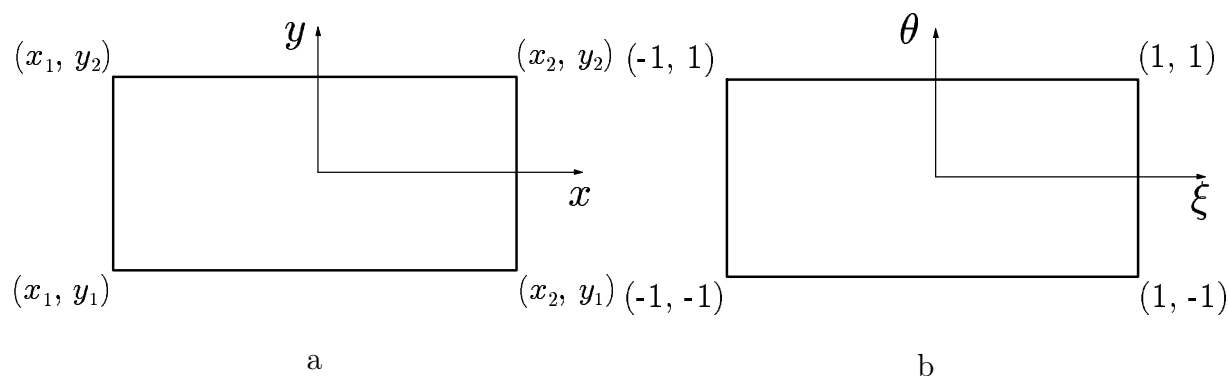 y θ
(x₁, y₂) (x₂, y₂) (-1, 1) (1, 1)
x ξ
(x₁, y₁) (x₂, y₁) (-1, -1) (1, -1)
a b